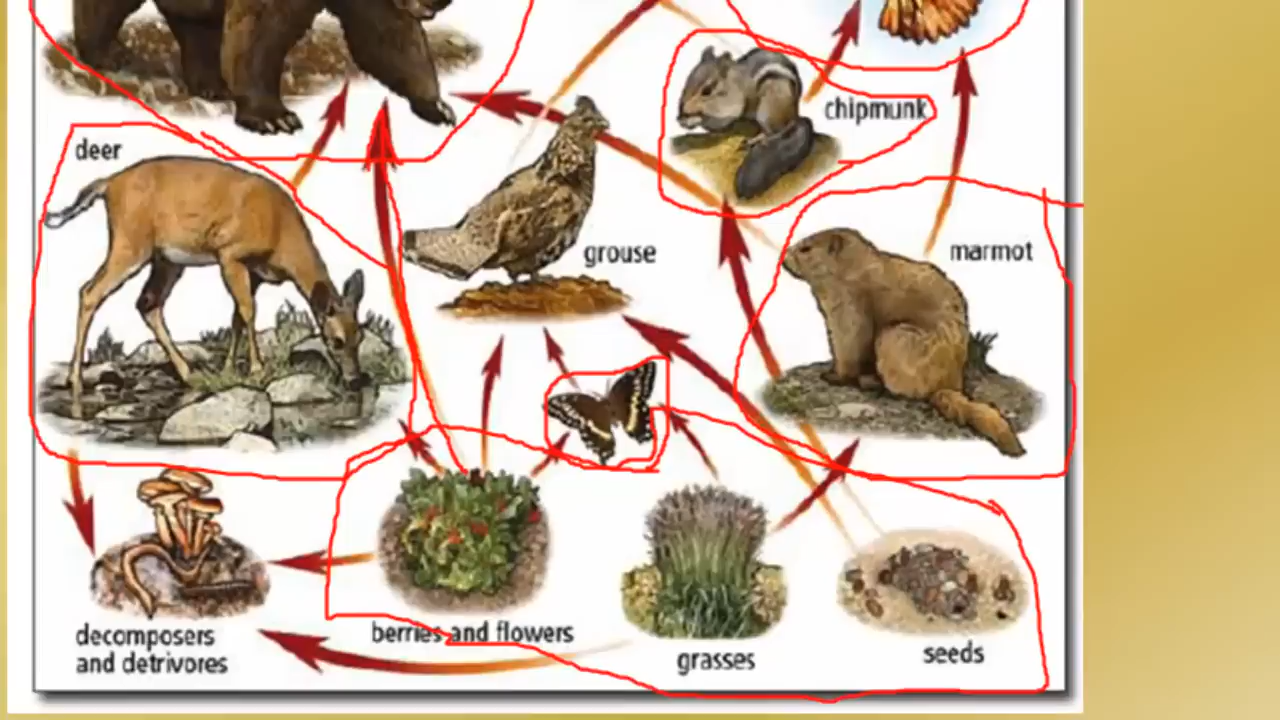 chipmunk
deer
grouse
marmot
decomposers
and detrivores
berries and flowers
grasses
seeds